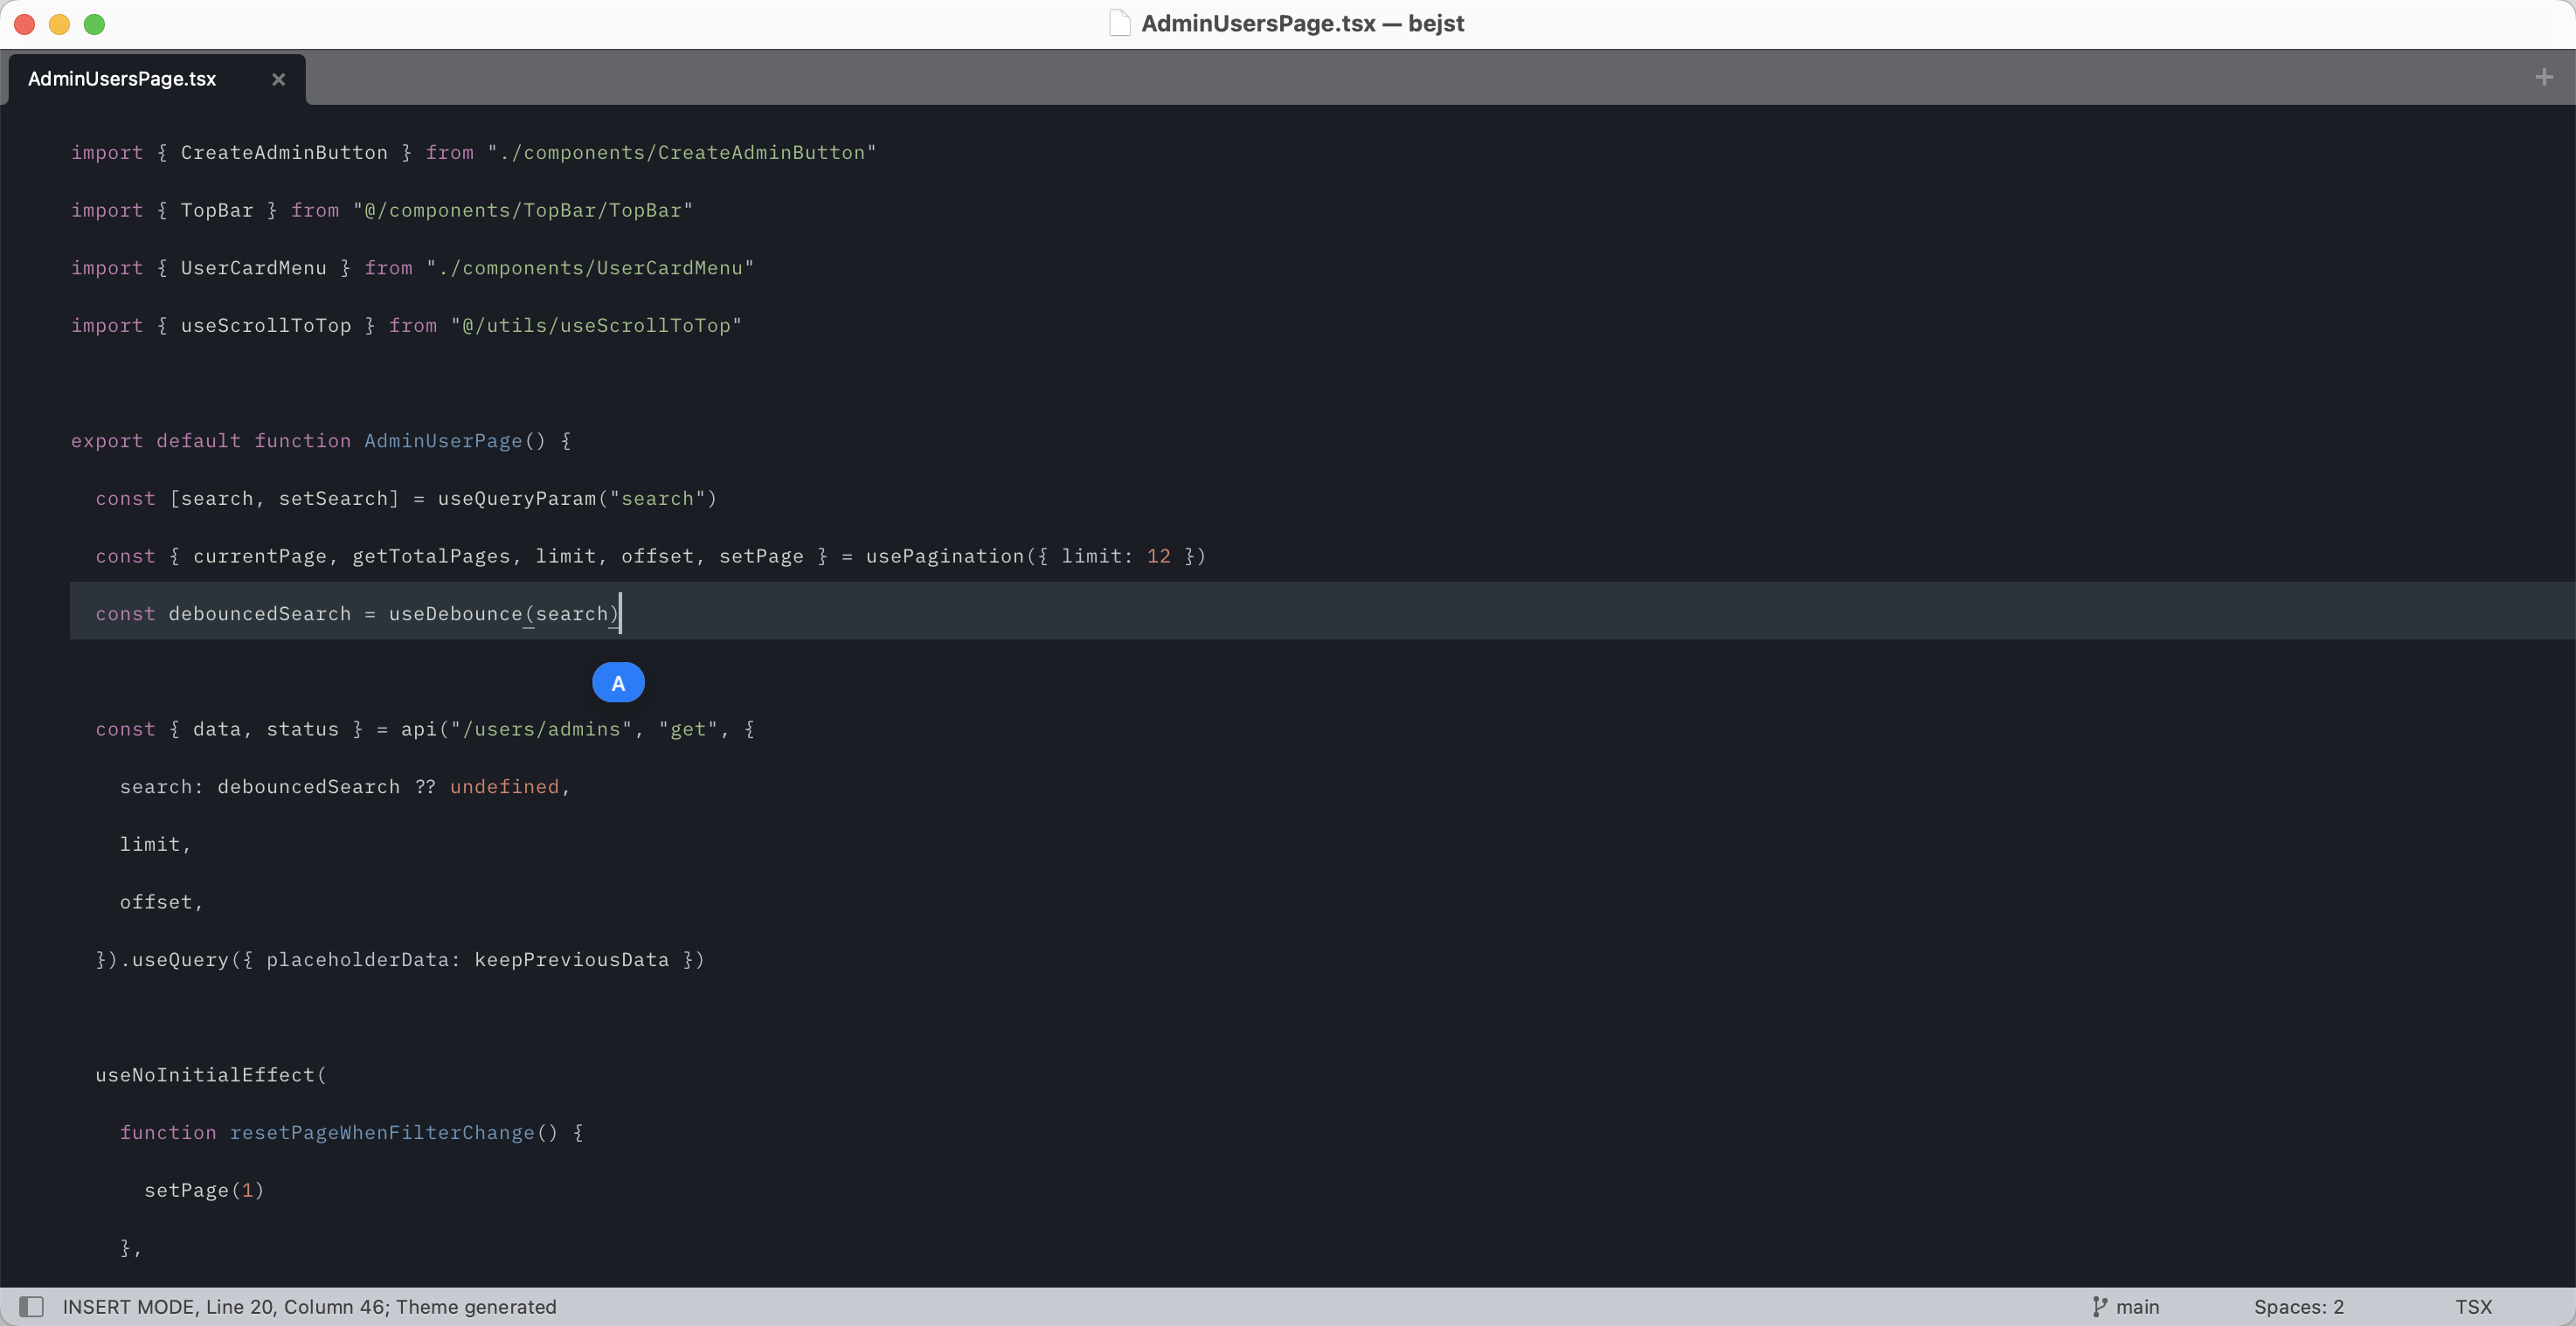 AdminUsersPage.tsx — bejst
AdminUsersPage.tsx
import { CreateAdminButton } from "./components/CreateAdminButton"
import { TopBar } from "@/components/TopBar/TopBar"
import { UserCardMenu } from "./components/UserCardMenu"
import { useScrollToTop } from "@/utils/useScrollToTop"
export default function AdminUserPage() {
const [search, setSearch] = useQueryParam("search")
const { currentPage, getTotalPages, limit, offset, setPage } = usePagination({ limit: 12 })
const debouncedSearch = useDebounce(search)
A
const { data, status } = api("/users/admins", "get", {
search: debouncedSearch ?? undefined,
limit,
offset,
}).useQuery({ placeholderData: keepPreviousData })
useNoInitialEffect(
function resetPageWhenFilterChange() {
setPage(1)
},
INSERT MODE, Line 20, Column 46; Theme generated
main
Spaces: 2
TSX